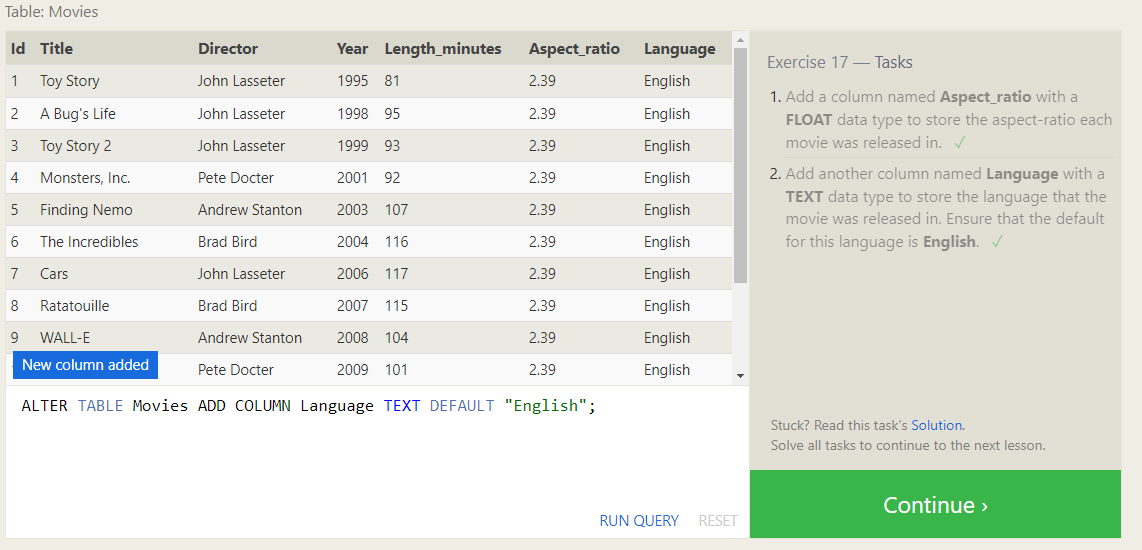 Table: Movies
Id Title Director Year Length_minutes Aspect_ratio Language
1 Toy Story John Lasseter 1995 81 2.39 English
2 A Bug's Life John Lasseter 1998 95 2.39 English
3 Toy Story 2 John Lasseter 1999 93 2.39 English
4 Monsters, Inc. Pete Docter 2001 92 2.39 English
5 Finding Nemo Andrew Stanton 2003 107 2.39 English
6 The Incredibles Brad Bird 2004 116 2.39 English
7 Cars John Lasseter 2006 117 2.39 English
8 Ratatouille Brad Bird 2007 115 2.39 English
9 WALL-E Andrew Stanton 2008 104 2.39 English
New column added
Pete Docter 2009 101 2.39 English
ALTER TABLE Movies ADD COLUMN Language TEXT DEFAULT "English";
RUN QUERY RESET
Exercise 17 — Tasks
1. Add a column named Aspect_ratio with a
FLOAT data type to store the aspect-ratio each
movie was released in. ✓
2. Add another column named Language with a
TEXT data type to store the language that the
movie was released in. Ensure that the default
for this language is English. ✓
Stuck? Read this task's Solution.
Solve all tasks to continue to the next lesson.
Continue ›